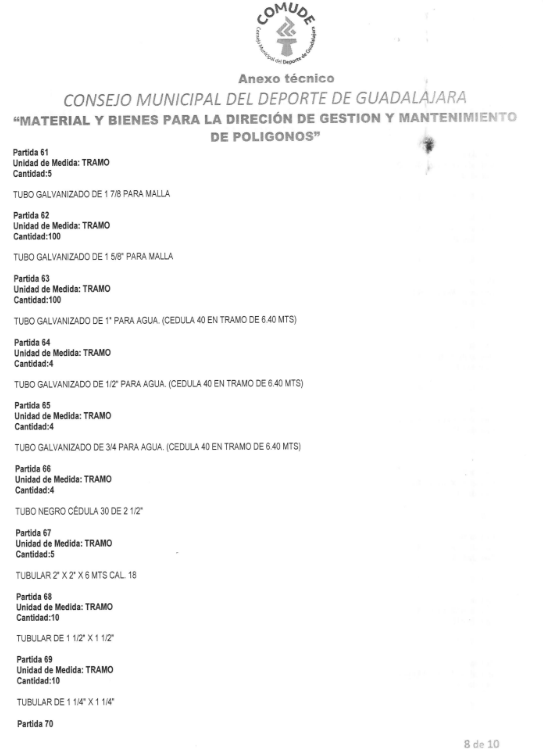 COMUDE
Consejo Municipal del Deporte de Guadalajara
Anexo técnico
CONSEJO MUNICIPAL DEL DEPORTE DE GUADALAJARA
“MATERIAL Y BIENES PARA LA DIRECIÓN DE GESTION Y MANTENIMIENTO
DE POLIGONOS”
Partida 61
Unidad de Medida: TRAMO
Cantidad:5
TUBO GALVANIZADO DE 1 7/8 PARA MALLA
Partida 62
Unidad de Medida: TRAMO
Cantidad:100
TUBO GALVANIZADO DE 1 5/8" PARA MALLA
Partida 63
Unidad de Medida: TRAMO
Cantidad:100
TUBO GALVANIZADO DE 1" PARA AGUA. (CEDULA 40 EN TRAMO DE 6.40 MTS)
Partida 64
Unidad de Medida: TRAMO
Cantidad:4
TUBO GALVANIZADO DE 1/2" PARA AGUA. (CEDULA 40 EN TRAMO DE 6.40 MTS)
Partida 65
Unidad de Medida: TRAMO
Cantidad:4
TUBO GALVANIZADO DE 3/4 PARA AGUA. (CEDULA 40 EN TRAMO DE 6.40 MTS)
Partida 66
Unidad de Medida: TRAMO
Cantidad:4
TUBO NEGRO CÉDULA 30 DE 2 1/2"
Partida 67
Unidad de Medida: TRAMO
Cantidad:5
TUBULAR 2" X 2" X 6 MTS CAL. 18
Partida 68
Unidad de Medida: TRAMO
Cantidad:10
TUBULAR DE 1 1/2" X 1 1/2"
Partida 69
Unidad de Medida: TRAMO
Cantidad:10
TUBULAR DE 1 1/4" X 1 1/4"
Partida 70
8 de 10